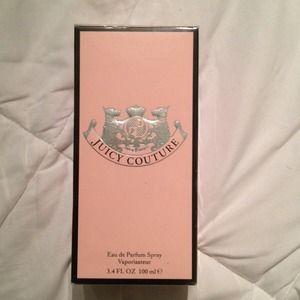 JUICY COUTURE
Eau de Parfum Spray
Vaporisateur
3.4 FL OZ 100 ml ℮